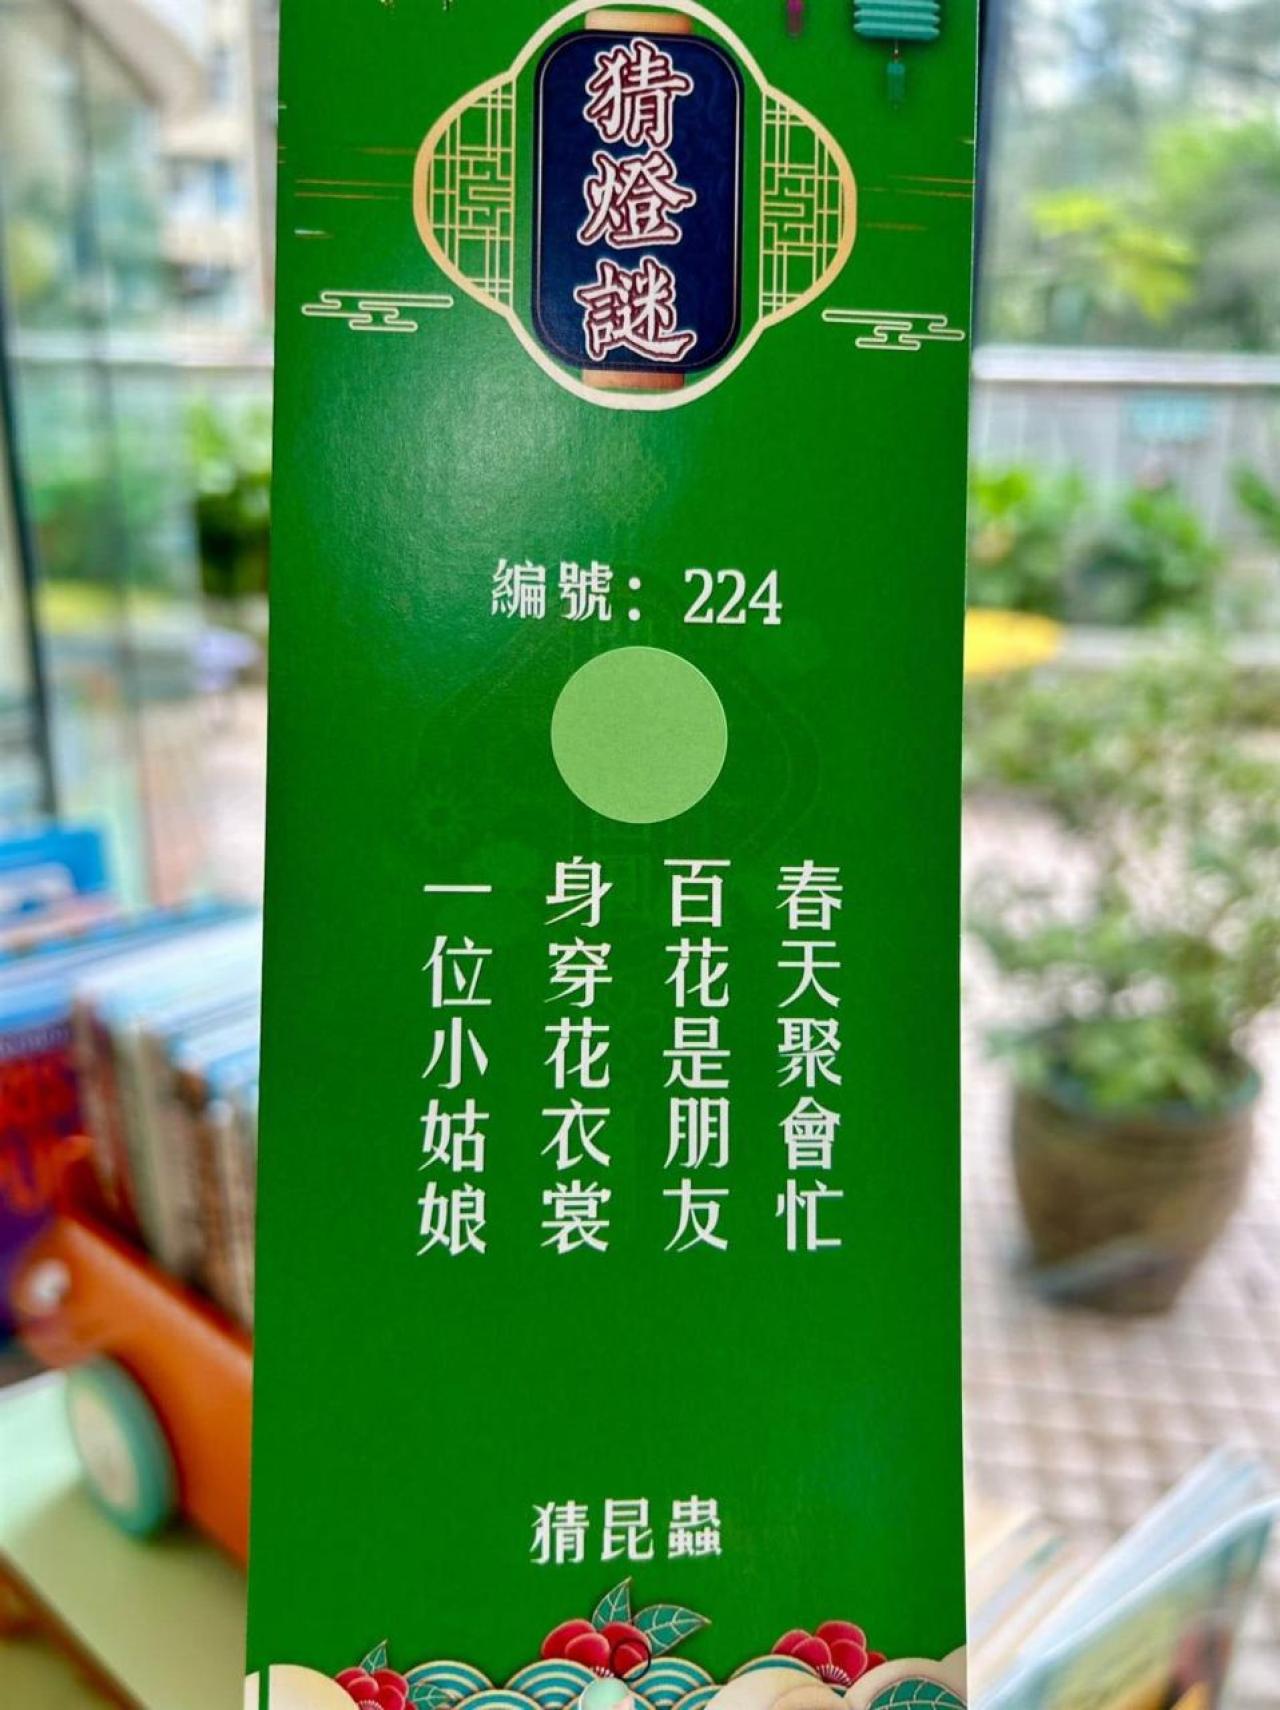 猜燈謎
編號：224
春天聚會忙
百花是朋友
身穿花衣裳
一位小姑娘
猜昆蟲